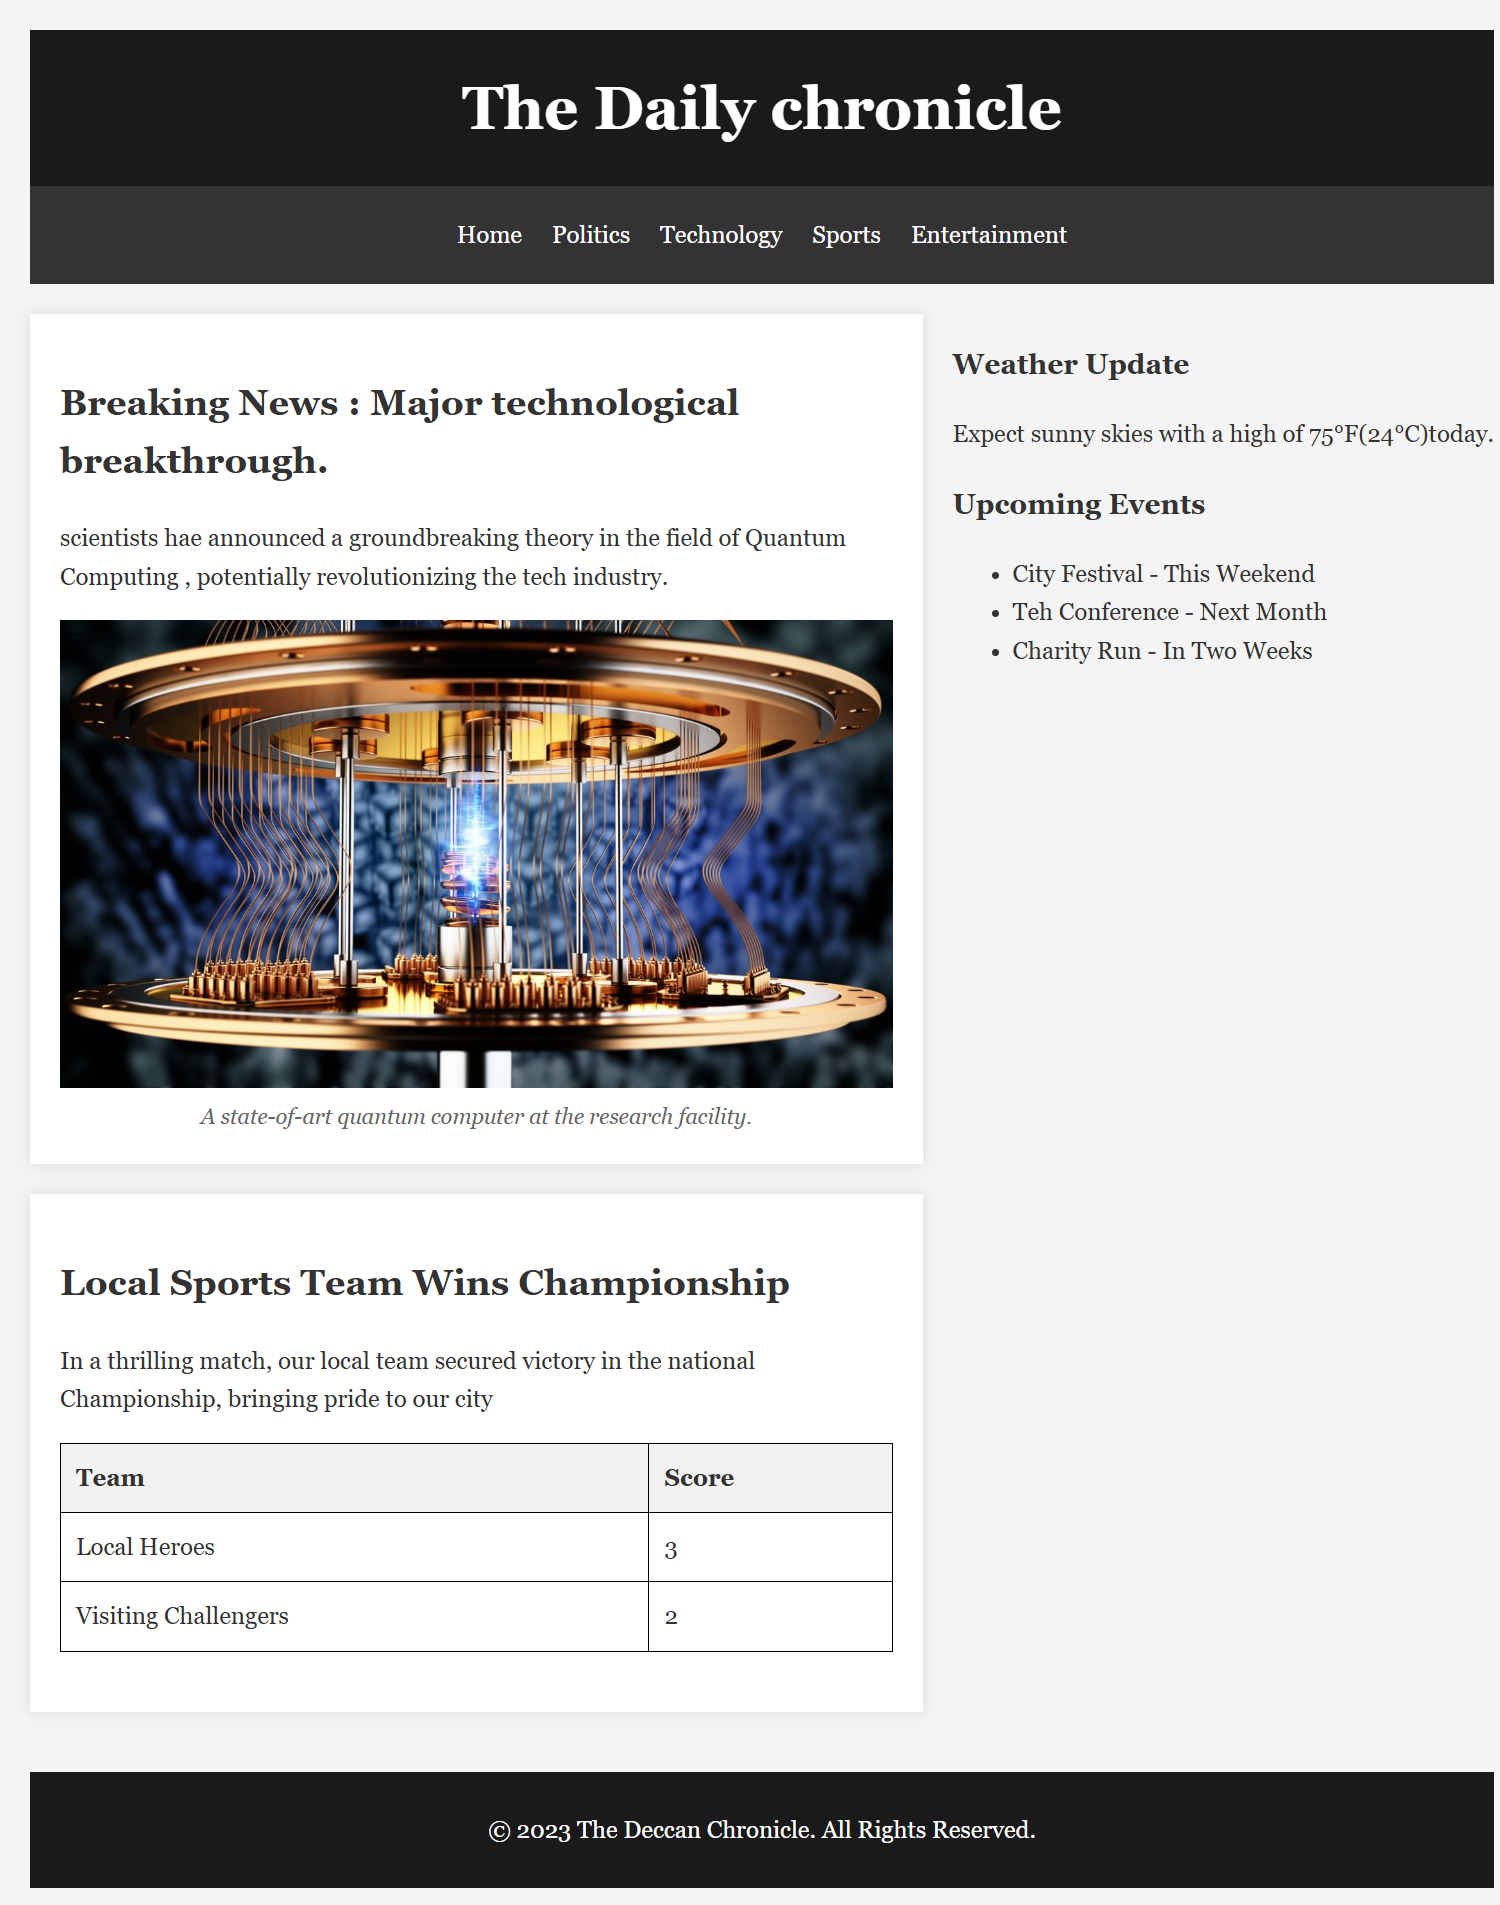 The Daily chronicle
Home Politics Technology Sports Entertainment
Breaking News : Major technological
breakthrough.
scientists hae announced a groundbreaking theory in the field of Quantum
Computing , potentially revolutionizing the tech industry.
A state-of-art quantum computer at the research facility.
Local Sports Team Wins Championship
In a thrilling match, our local team secured victory in the national
Championship, bringing pride to our city
Team Score
Local Heroes 3
Visiting Challengers 2
Weather Update
Expect sunny skies with a high of 75°F(24°C)today.
Upcoming Events
• City Festival - This Weekend
• Teh Conference - Next Month
• Charity Run - In Two Weeks
© 2023 The Deccan Chronicle. All Rights Reserved.